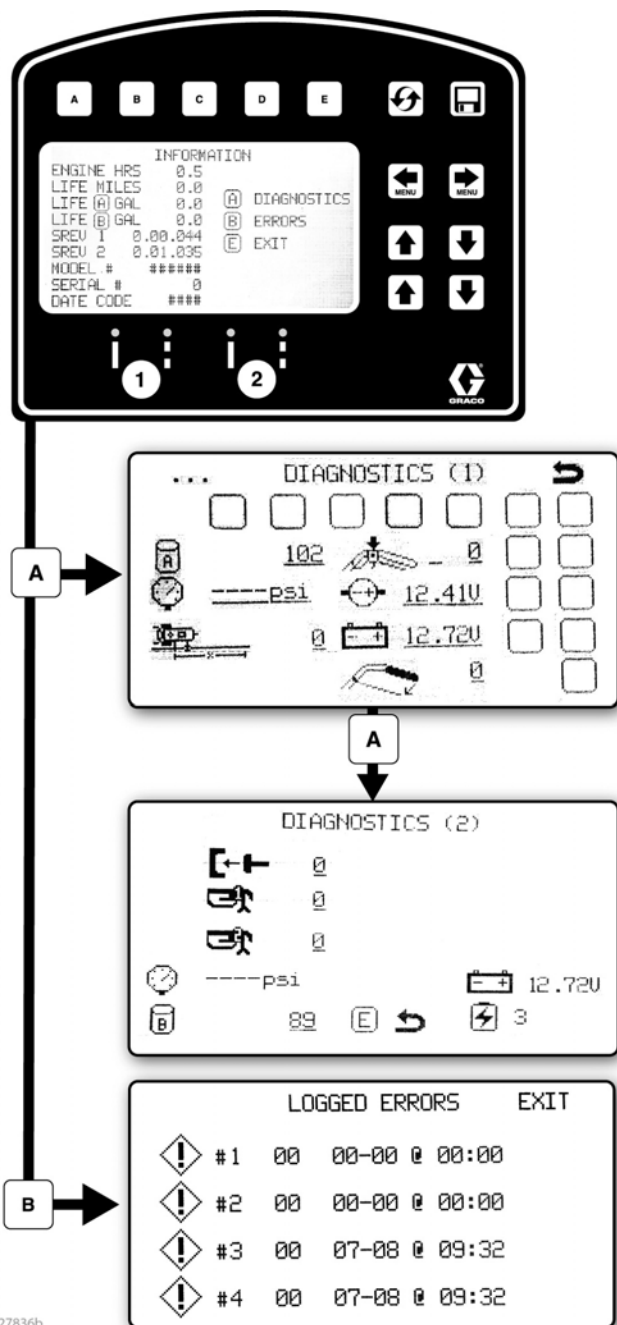 A B C D E
INFORMATION
ENGINE HRS 0.5
LIFE MILES 0.0
LIFE A GAL 0.0
A DIAGNOSTICS
LIFE B GAL 0.0
B ERRORS
SREV 1 0.00.044
E EXIT
SREV 2 0.01.035
MODEL # ######
SERIAL # 0
DATE CODE ####
MENU MENU
1 2
GRACO
A
... DIAGNOSTICS (1)
A 102 0
----psi 12.41V
0 12.72V
x
0
A
DIAGNOSTICS (2)
0
0
0
----psi 12.72V
B 89 E 3
B
LOGGED ERRORS EXIT
#1 00 00-00 @ 00:00
#2 00 00-00 @ 00:00
#3 00 07-08 @ 09:32
#4 00 07-08 @ 09:32
27836b